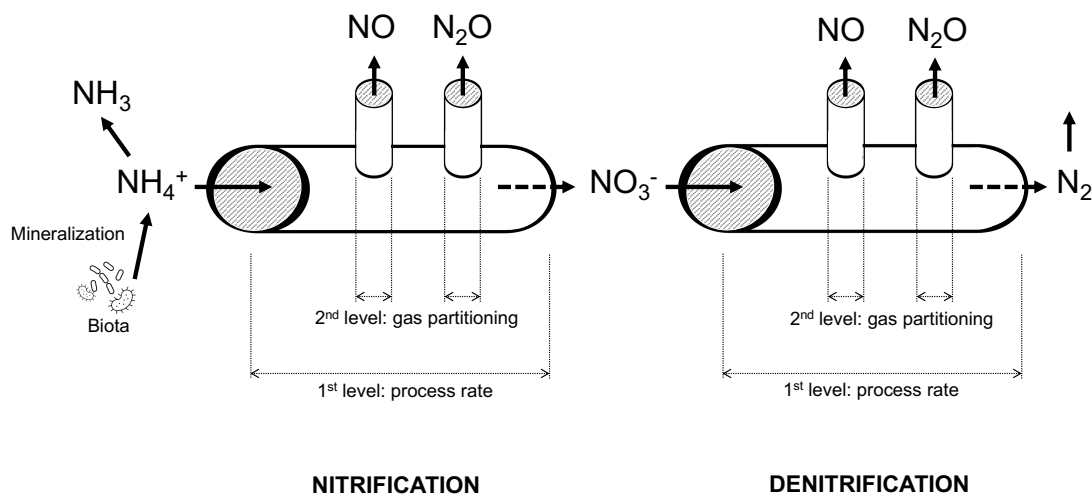 NO
N₂O
NO
N₂O
NH₃
NH₄⁺
NO₃⁻
N₂
Mineralization
Biota
2ⁿᵈ level: gas partitioning
2ⁿᵈ level: gas partitioning
1ˢᵗ level: process rate
1ˢᵗ level: process rate
NITRIFICATION
DENITRIFICATION